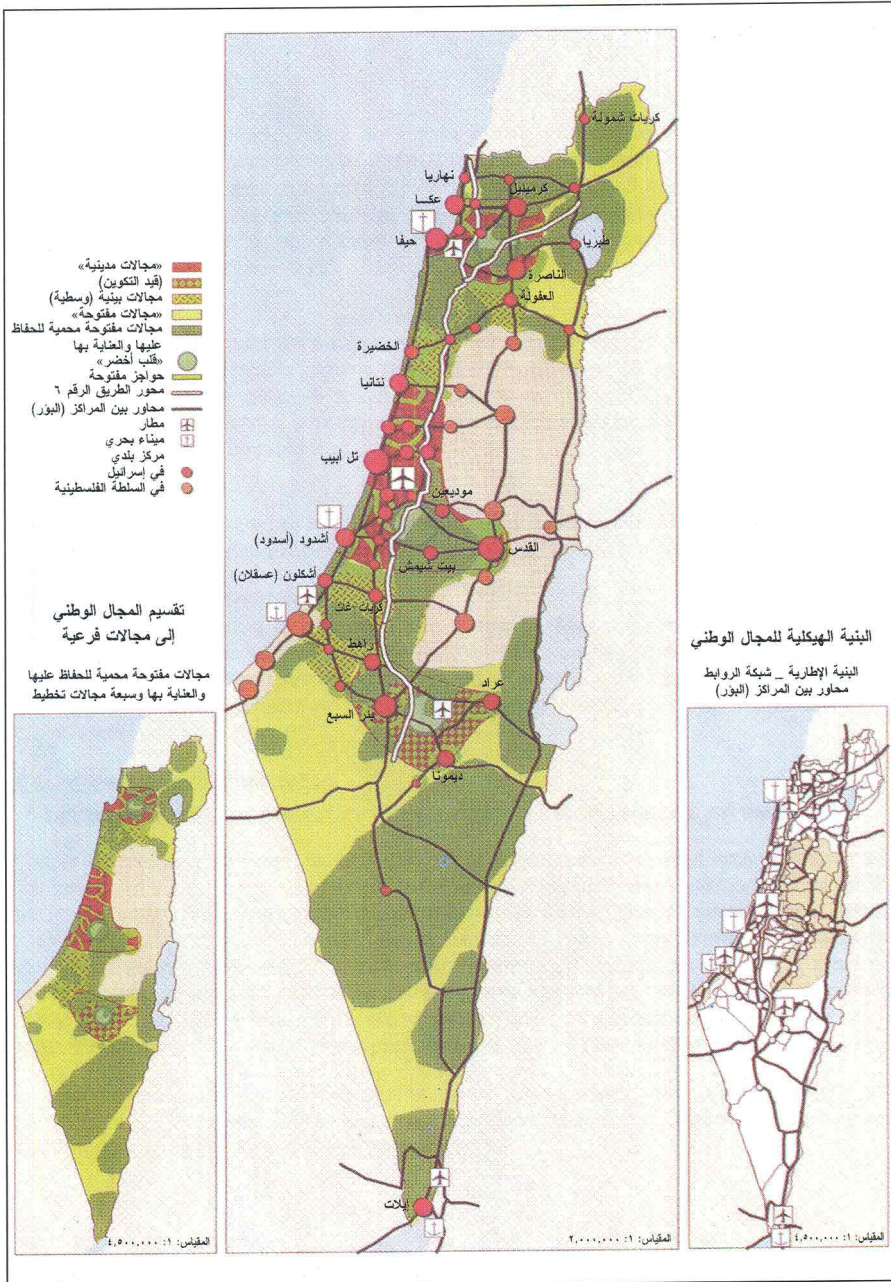 كريات شمونة
نهاريا
كرميئيل
عكــا
حيفا
طبريا
الناصرة
العفولة
الخضيرة
نتانيا
تل أبيب
موديعين
القدس
أشدود (أسدود)
بيت شيمش
أشكلون (عسقلان)
كريات غات
راهط
عراد
بئر السبع
ديمونا
إيلات
المقياس: ١: ٢,٠٠٠,٠٠٠
«مجالات مدينية»
(قيد التكوين)
مجالات بينية (وسطية)
«مجالات مفتوحة»
مجالات مفتوحة محمية للحفاظ
عليها والعناية بها
«قلب أخضر»
حواجز مفتوحة
محور الطريق الرقم ٦
محاور بين المراكز (البؤر)
مطار
ميناء بحري
مركز بلدي
في إسرائيل
في السلطة الفلسطينية
تقسيم المجال الوطني
إلى مجالات فرعية
مجالات مفتوحة محمية للحفاظ عليها
والعناية بها وسبعة مجالات تخطيط
المقياس: ١: ٤,٥٠٠,٠٠٠
البنية الهيكلية للمجال الوطني
البنية الإطارية _ شبكة الروابط
محاور بين المراكز (البؤر)
المقياس: ١: ٤,٥٠٠,٠٠٠